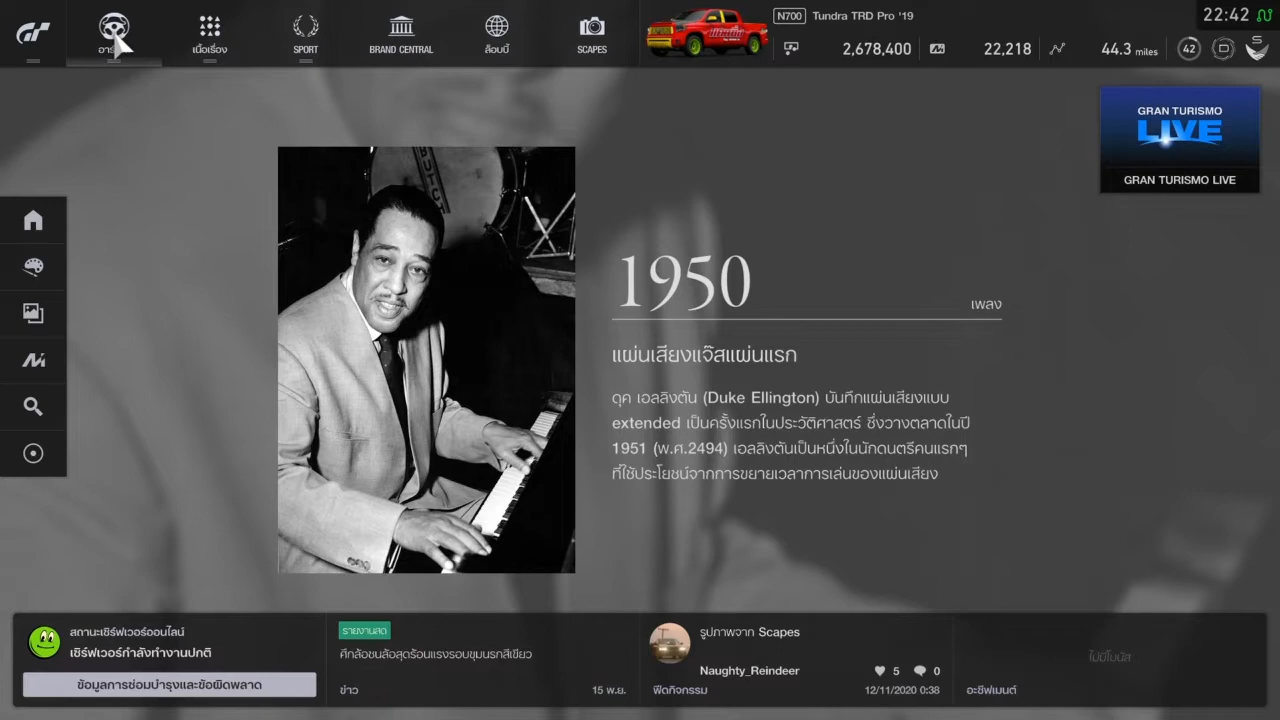 เนื้อเรื่อง
SPORT
BRAND CENTRAL
ล็อบบี้
SCAPES
N700 Tundra TRD Pro '19
2,678,400
22,218
44.3 miles
42
22:42
GRAN TURISMO
LIVE
GRAN TURISMO LIVE
BUTCH
1950
เพลง
แผ่นเสียงแจ๊สแผ่นแรก
ดุค เอลลิงตัน (Duke Ellington) บันทึกแผ่นเสียงแบบ
extended เป็นครั้งแรกในประวัติศาสตร์ ซึ่งวางตลาดในปี
1951 (พ.ศ.2494) เอลลิงตันเป็นหนึ่งในนักดนตรีคนแรกๆ
ที่ใช้ประโยชน์จากการขยายเวลาการเล่นของแผ่นเสียง
สถานะเซิร์ฟเวอร์ออนไลน์
เซิร์ฟเวอร์กำลังทำงานปกติ
ข้อมูลการซ่อมบำรุงและข้อผิดพลาด
รายงานสด
ศึกล้อชนล้อสุดร้อนแรงรอบขุมนรกสีเขียว
ข่าว
15 พ.ย.
รูปภาพจาก Scapes
Naughty_Reindeer
5
0
ฟีดกิจกรรม
12/11/2020 0:38
ไม่มีโบนัส
อะชีฟเมนต์